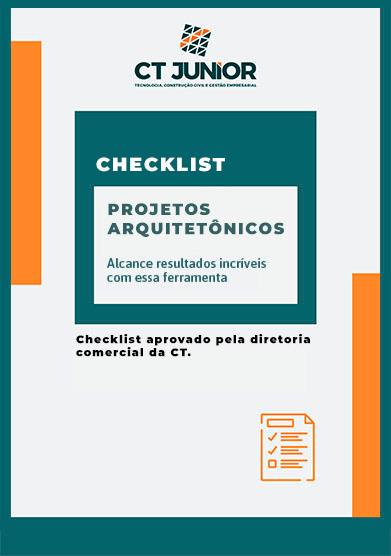 CT JUNIOR
TECNOLOGIA, CONSTRUÇÃO CIVIL E GESTÃO EMPRESARIAL
CHECKLIST
PROJETOS
ARQUITETÔNICOS
Alcance resultados incríveis
com essa ferramenta
Checklist aprovado pela diretoria
comercial da CT.